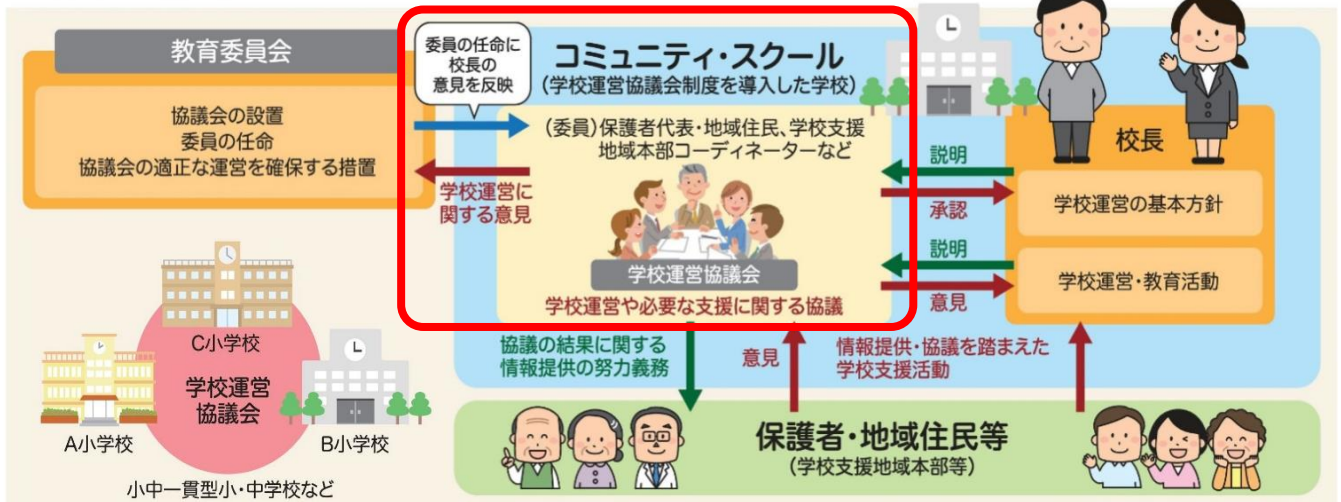 教育委員会
協議会の設置
委員の任命
協議会の適正な運営を確保する措置
委員の任命に
校長の
意見を反映
学校運営に
関する意見
コミュニティ・スクール
(学校運営協議会制度を導入した学校)
(委員)保護者代表・地域住民、学校支援
地域本部コーディネーターなど
学校運営協議会
学校運営や必要な支援に関する協議
説明
承認
説明
意見
校長
学校運営の基本方針
学校運営・教育活動
協議の結果に関する
情報提供の努力義務
意見
情報提供・協議を踏まえた
学校支援活動
保護者・地域住民等
(学校支援地域本部等)
C小学校
学校運営
協議会
A小学校
B小学校
小中一貫型小・中学校など